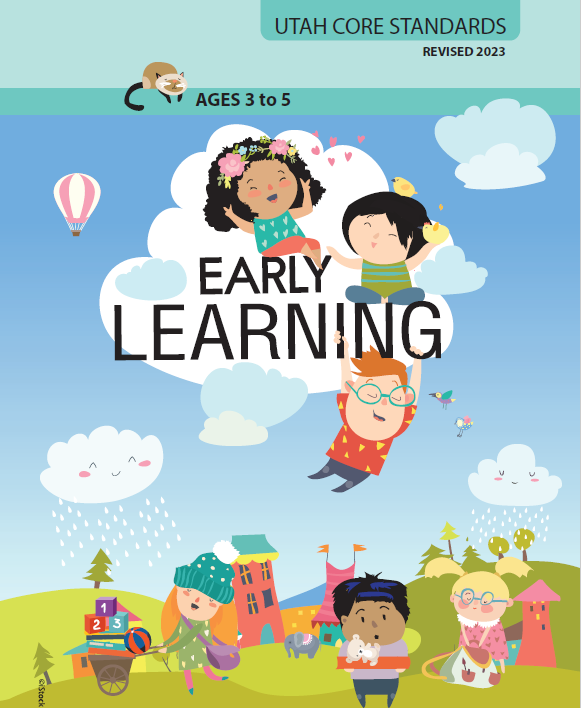 UTAH CORE STANDARDS
REVISED 2023
AGES 3 to 5
EARLY
LEARNING
1
2 3
©iStock